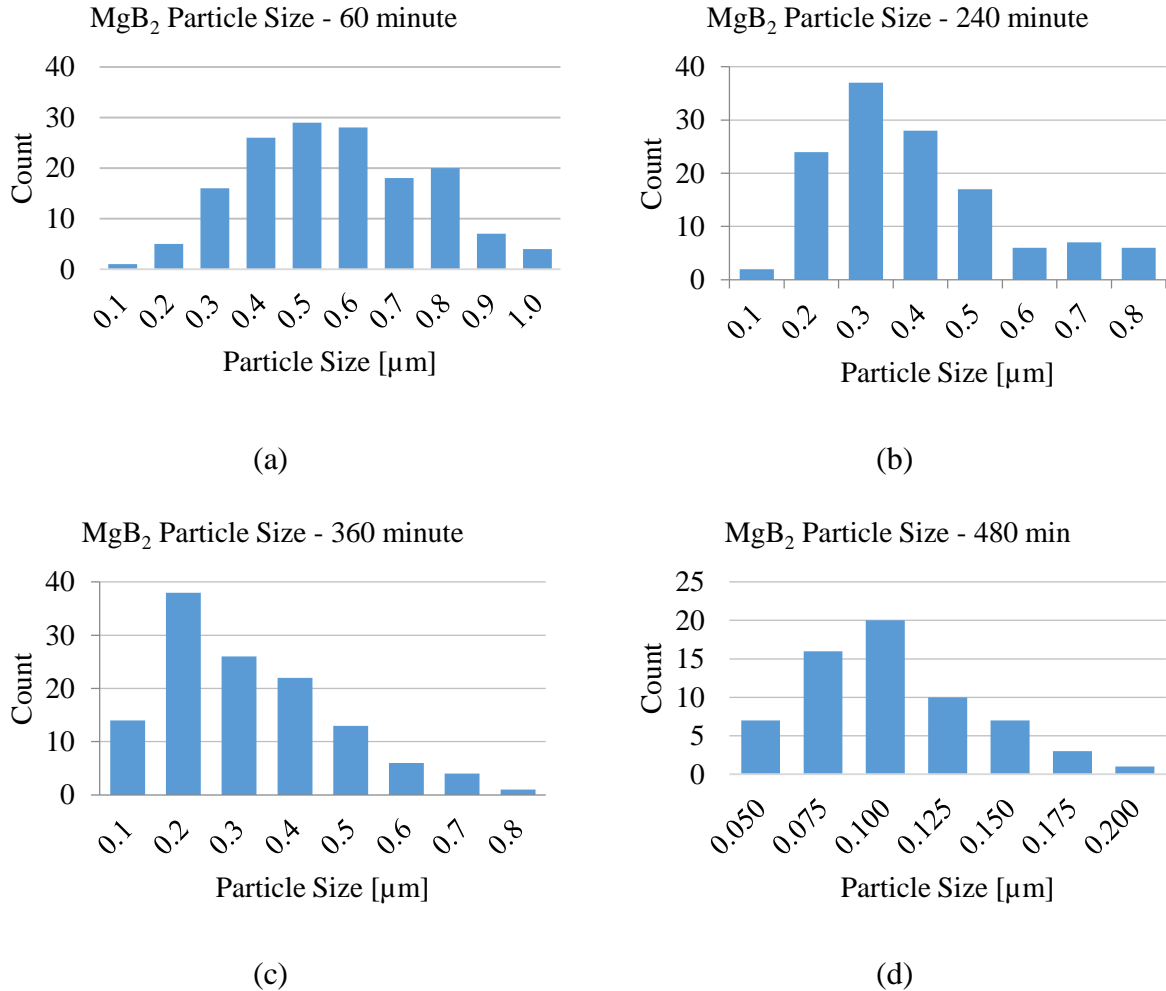 MgB₂ Particle Size - 60 minute
40
30
20
10
0
Count
0.1 0.2 0.3 0.4 0.5 0.6 0.7 0.8 0.9 1.0
Particle Size [µm]
(a)
MgB₂ Particle Size - 240 minute
40
30
20
10
0
Count
0.1 0.2 0.3 0.4 0.5 0.6 0.7 0.8
Particle Size [µm]
(b)
MgB₂ Particle Size - 360 minute
40
30
20
10
0
Count
0.1 0.2 0.3 0.4 0.5 0.6 0.7 0.8
Particle Size [µm]
(c)
MgB₂ Particle Size - 480 min
25
20
15
10
5
0
Count
0.050 0.075 0.100 0.125 0.150 0.175 0.200
Particle Size [µm]
(d)